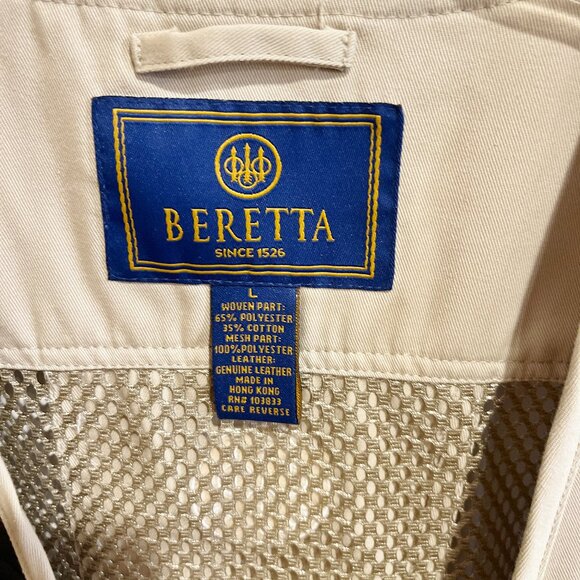 BERETTA
SINCE 1526
L
WOVEN PART:
65% POLYESTER
35% COTTON
MESH PART:
100%POLYESTER
LEATHER:
GENUINE LEATHER
MADE IN
HONG KONG
RN# 103833
CARE REVERSE